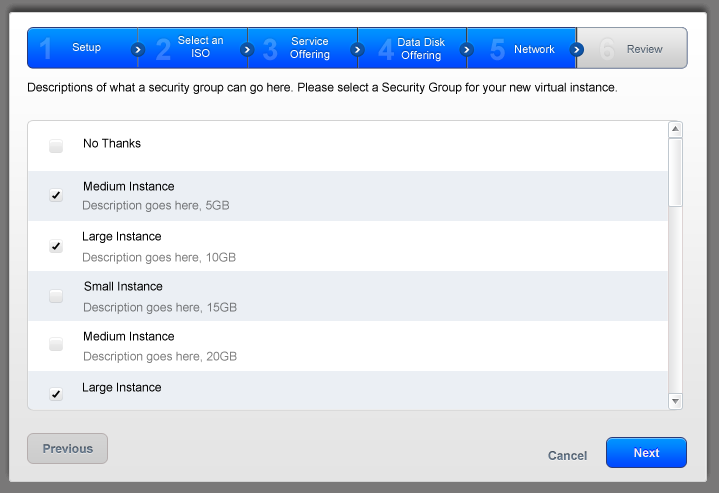 1 Setup
2 Select an
ISO
3 Service
Offering
4 Data Disk
Offering
5 Network
6 Review
Descriptions of what a security group can go here. Please select a Security Group for your new virtual instance.
No Thanks
Medium Instance
Description goes here, 5GB
Large Instance
Description goes here, 10GB
Small Instance
Description goes here, 15GB
Medium Instance
Description goes here, 20GB
Large Instance
Previous
Cancel
Next